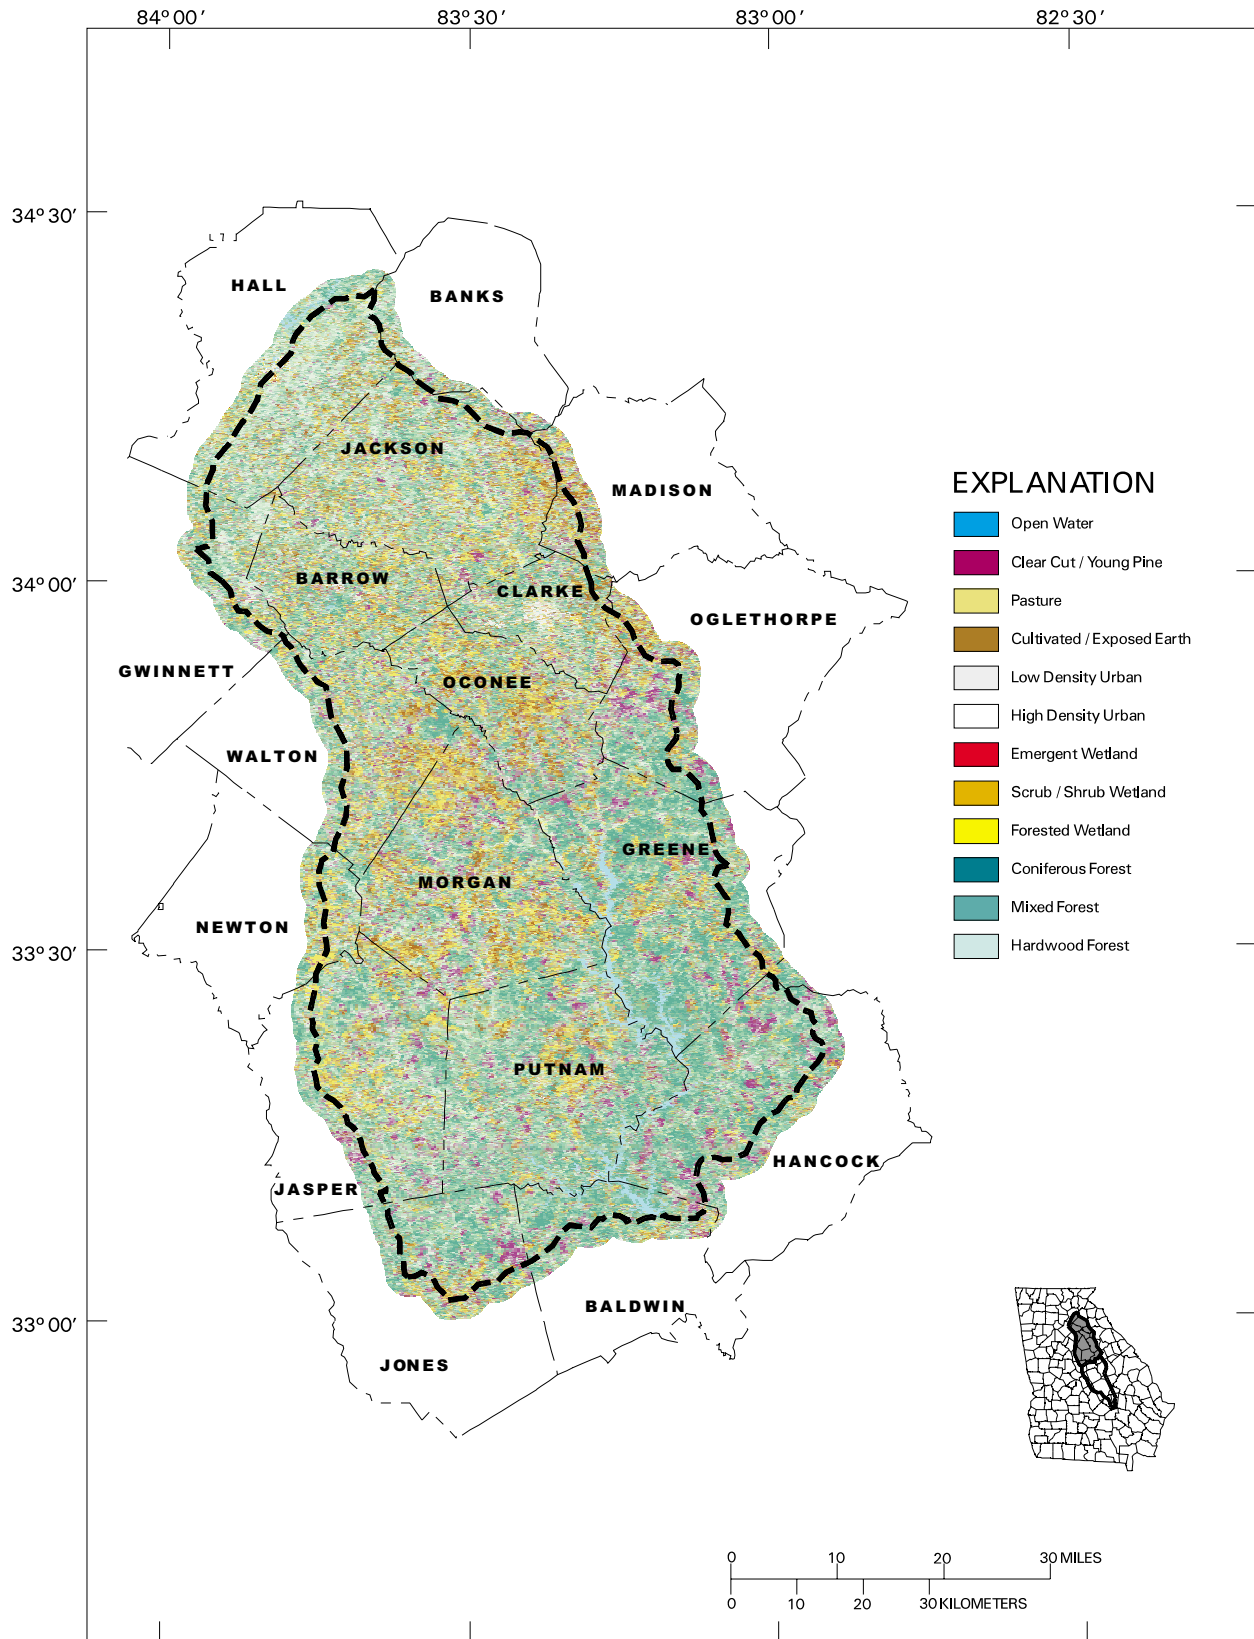 84° 00′ 83° 30′ 83° 00′ 82° 30′
34° 30′
HALL
BANKS
JACKSON
MADISON
EXPLANATION
Open Water
Clear Cut / Young Pine
34° 00′
BARROW
CLARKE
Pasture
OGLETHORPE
Cultivated / Exposed Earth
GWINNETT
OCONEE
Low Density Urban
High Density Urban
WALTON
Emergent Wetland
Scrub / Shrub Wetland
Forested Wetland
GREENE
Coniferous Forest
MORGAN
Mixed Forest
NEWTON
Hardwood Forest
33° 30′
PUTNAM
HANCOCK
JASPER
33° 00′
BALDWIN
JONES
0 10 20 30 MILES
0 10 20 30 KILOMETERS